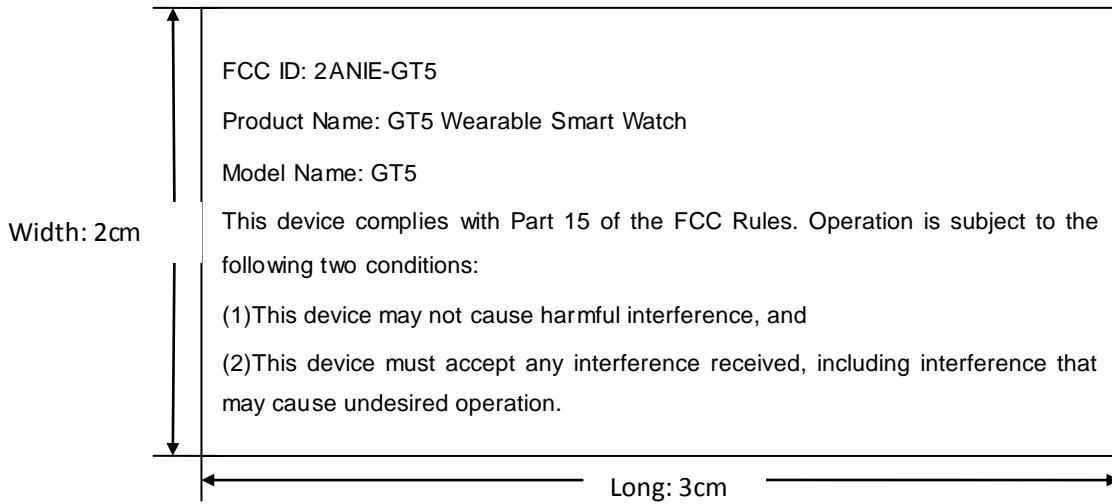 FCC ID: 2ANIE-GT5
Product Name: GT5 Wearable Smart Watch
Model Name: GT5
Width: 2cm
This device complies with Part 15 of the FCC Rules. Operation is subject to the
following two conditions:
(1)This device may not cause harmful interference, and
(2)This device must accept any interference received, including interference that
may cause undesired operation.
Long: 3cm